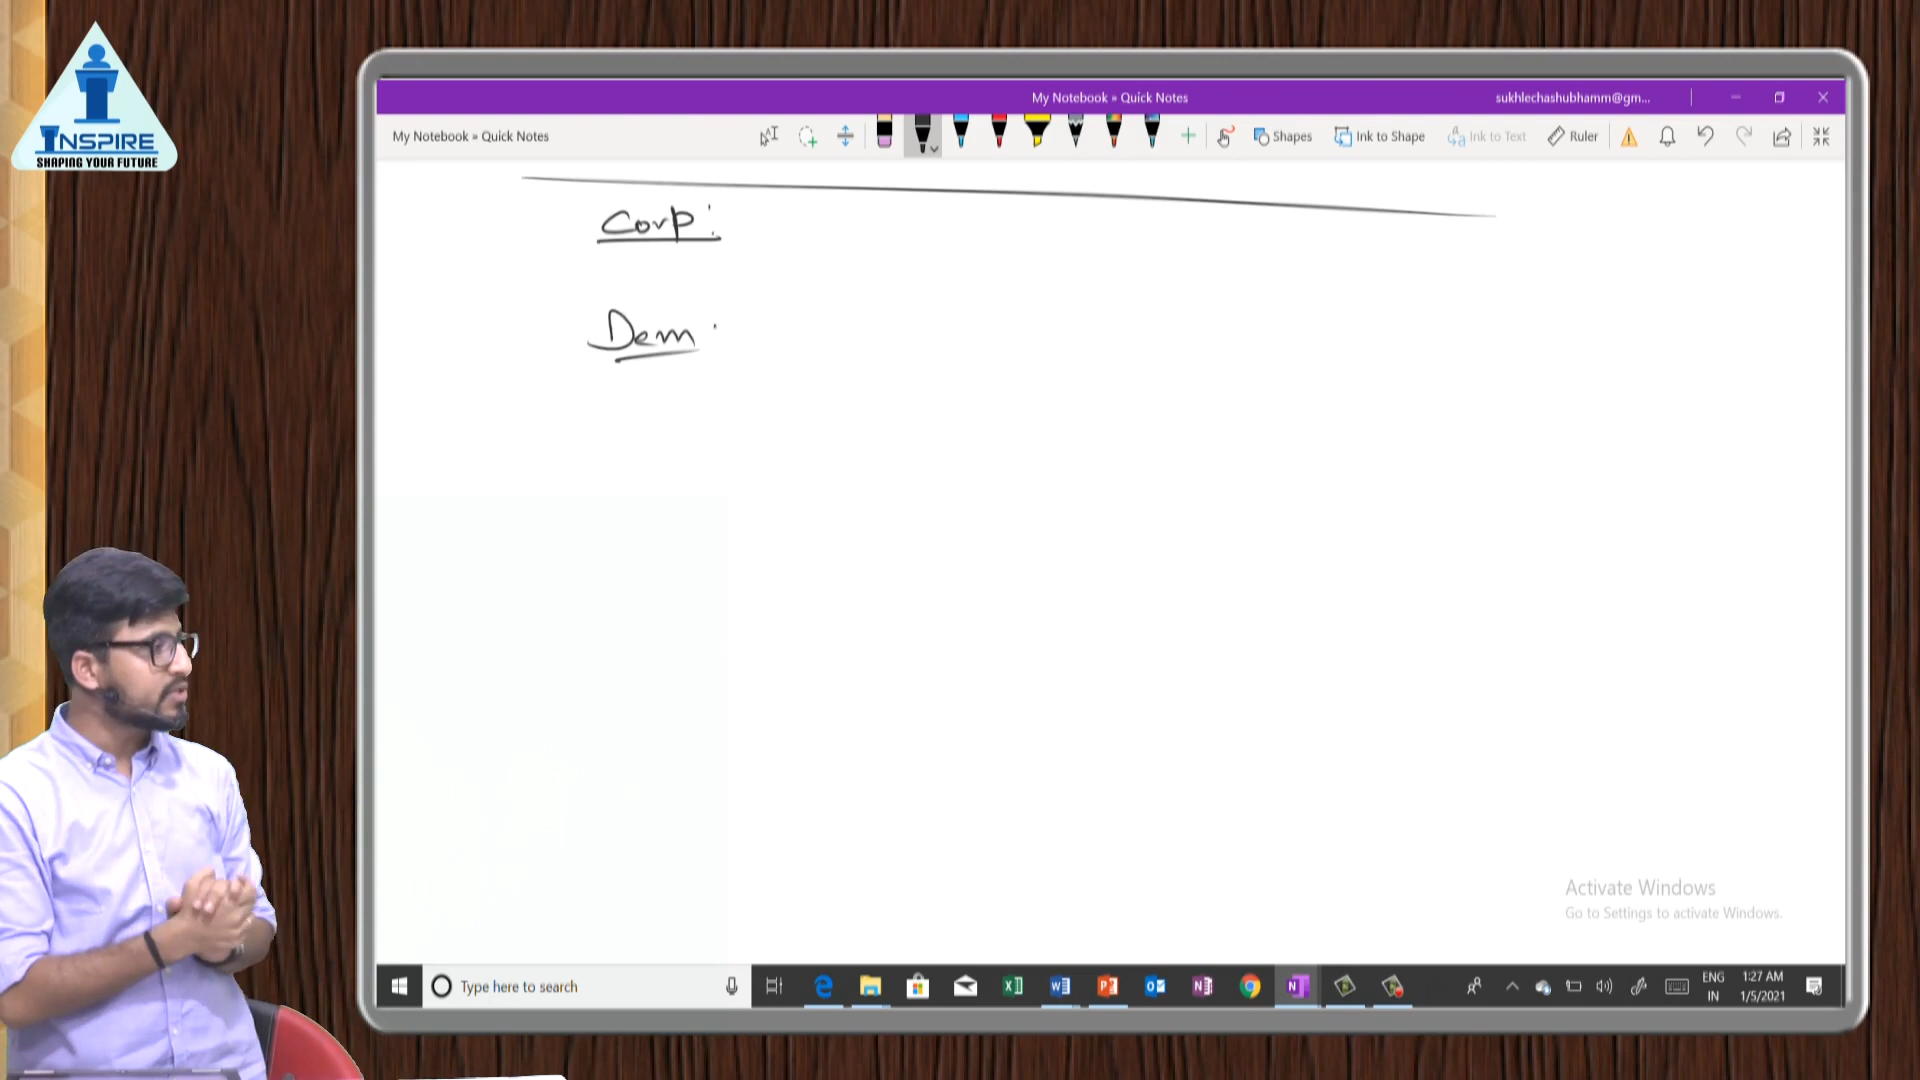 INSPIRE
SHAPING YOUR FUTURE
My Notebook » Quick Notes
sukhlechashubhamm@gm...
My Notebook » Quick Notes
Shapes
Ink to Shape
Ink to Text
Ruler
Corp:
Dem.
Activate Windows
Go to Settings to activate Windows.
Type here to search
ENG
IN
1:27 AM
1/5/2021